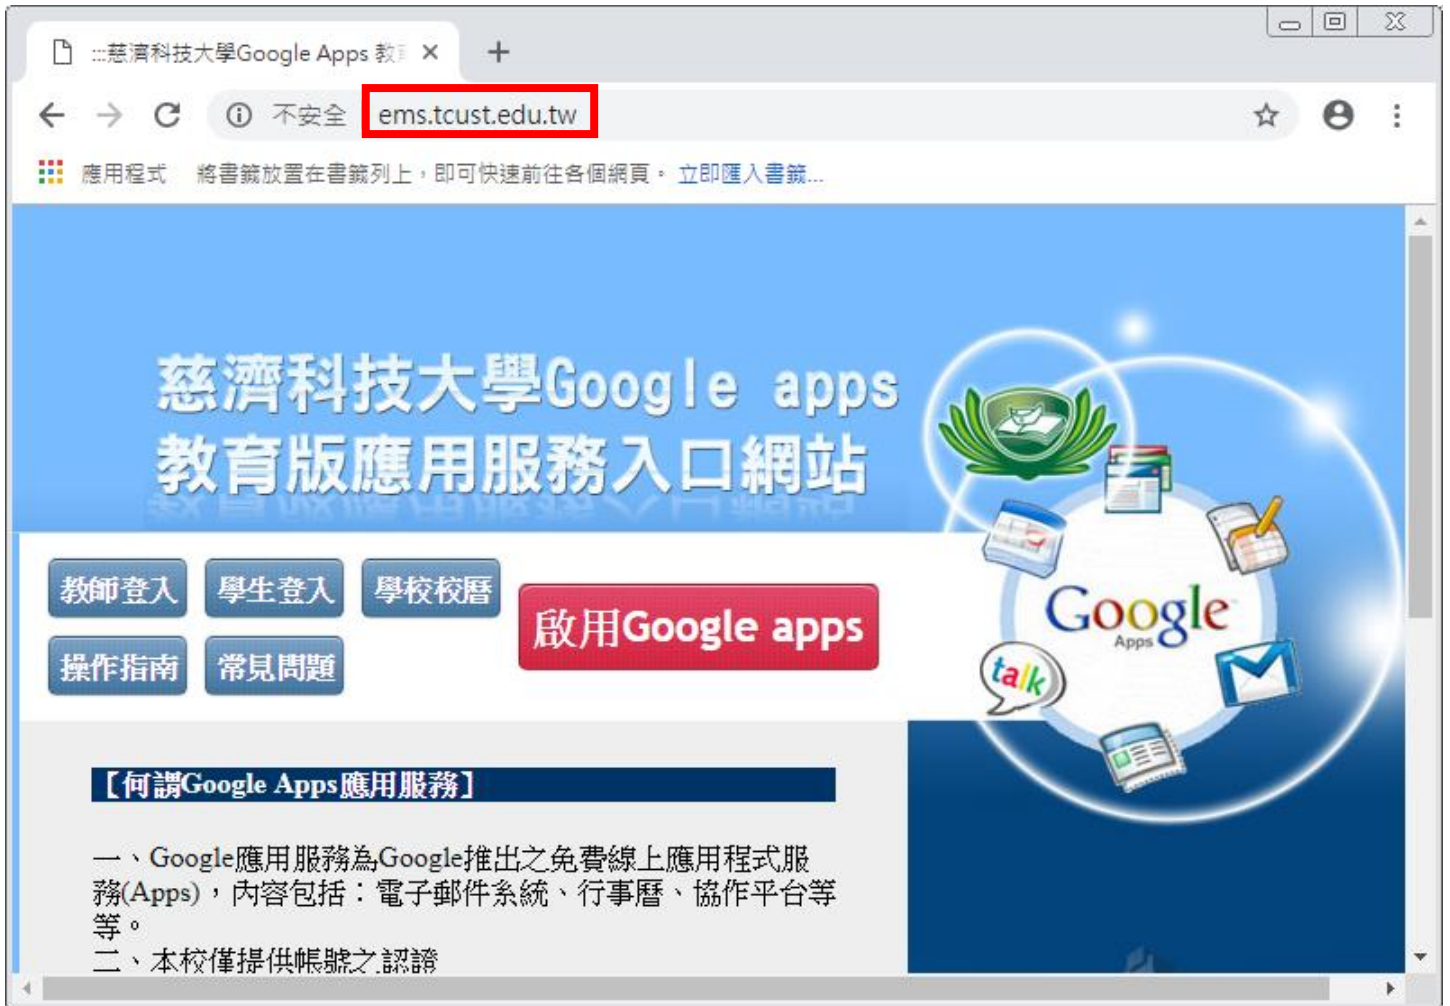 :::慈濟科技大學Google Apps 教
不安全 ems.tcust.edu.tw
應用程式 將書籤放置在書籤列上，即可快速前往各個網頁。 立即匯入書籤...
慈濟科技大學Google apps
教育版應用服務入口網站
教師登入 學生登入 學校校曆
啟用Google apps
操作指南 常見問題
Google
Apps
talk
【何謂Google Apps應用服務】
一、Google應用服務為Google推出之免費線上應用程式服
務(Apps)，內容包括：電子郵件系統、行事曆、協作平台等
等。
二、本校僅提供帳號之認證